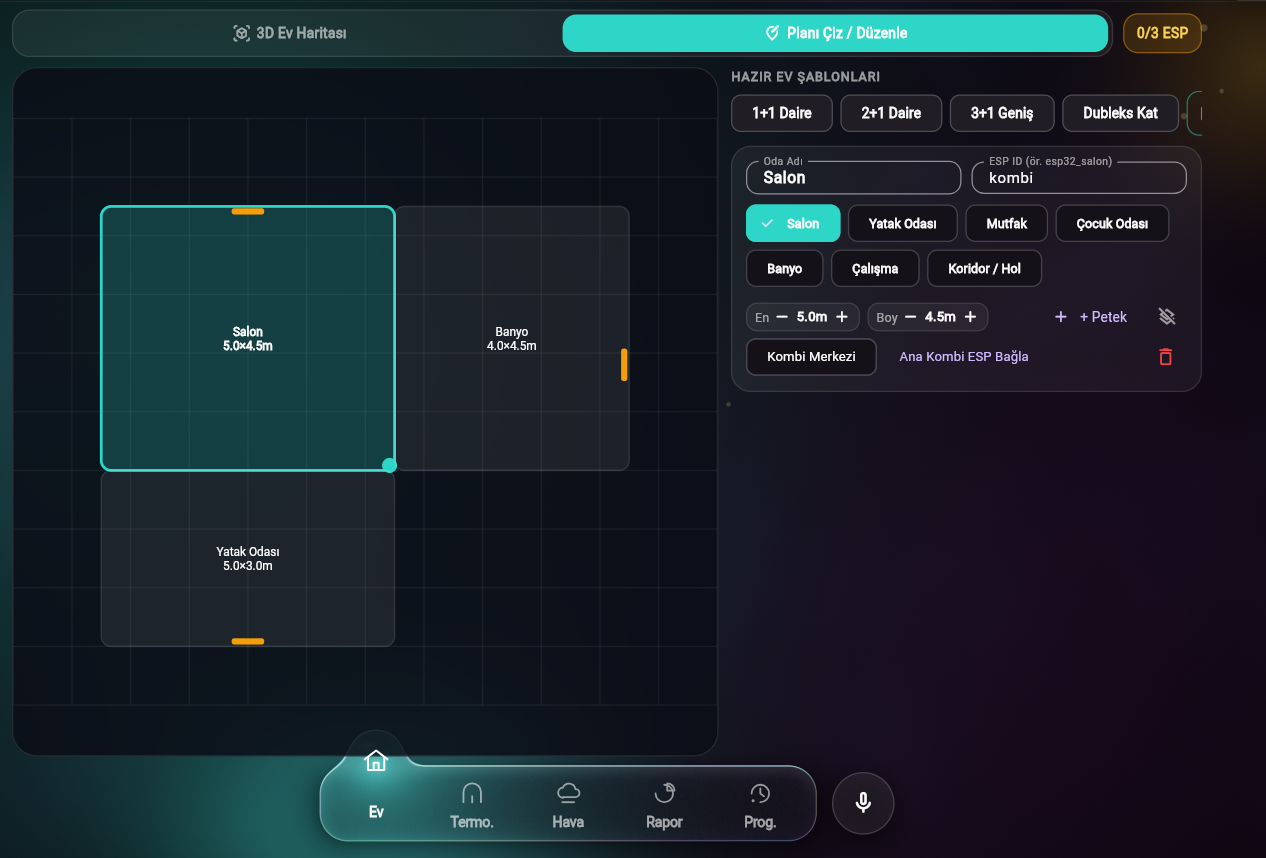 3D Ev Haritası
Planı Çiz / Düzenle
0/3 ESP
HAZIR EV ŞABLONLARI
1+1 Daire
2+1 Daire
3+1 Geniş
Dubleks Kat
Oda Adı
Salon
ESP ID (ör. esp32_salon)
kombi
Salon
Yatak Odası
Mutfak
Çocuk Odası
Banyo
Çalışma
Koridor / Hol
En − 5.0m +
Boy − 4.5m +
+ + Petek
Kombi Merkezi
Ana Kombi ESP Bağla
Salon
5.0×4.5m
Banyo
4.0×4.5m
Yatak Odası
5.0×3.0m
Ev
Termo.
Hava
Rapor
Prog.